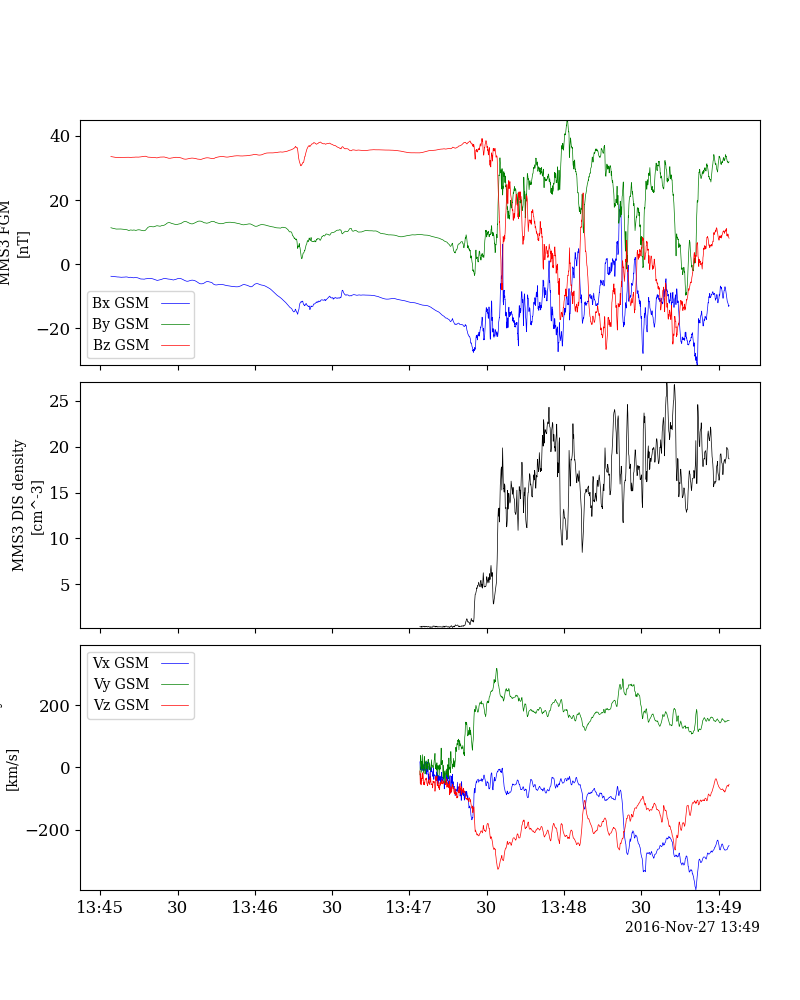 40
20
0
−20
MMS3 FGM
[nT]
Bx GSM
By GSM
Bz GSM
25
20
15
10
5
MMS3 DIS density
[cm^-3]
Vx GSM
Vy GSM
Vz GSM
200
0
−200
[km/s]
13:45 30 13:46 30 13:47 30 13:48 30 13:49
2016-Nov-27 13:49